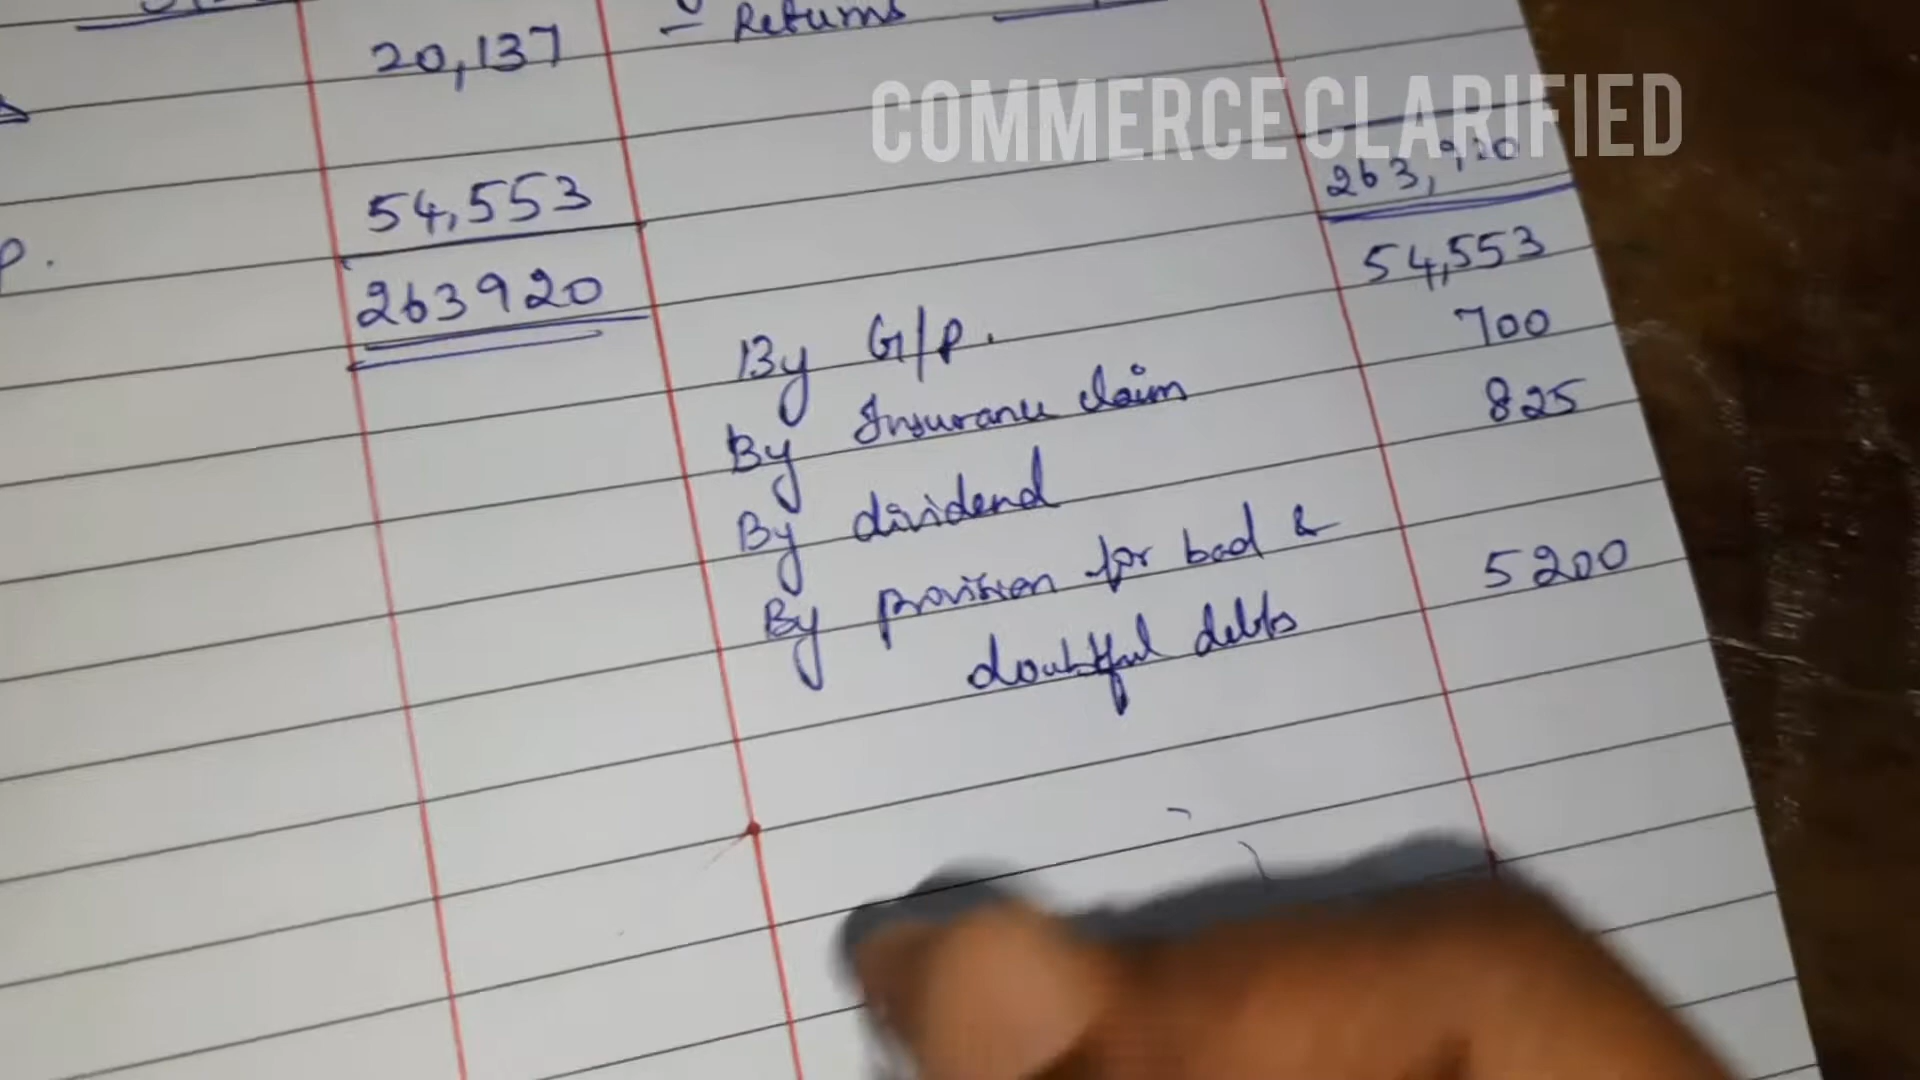 20,137
— Returns
COMMERCE CLARIFIED
263,920
54,553
P.
263920
By G/P. 54,553
By Insurance claim 700
By dividend 825
By provision for bad &
doubtful debts 5200